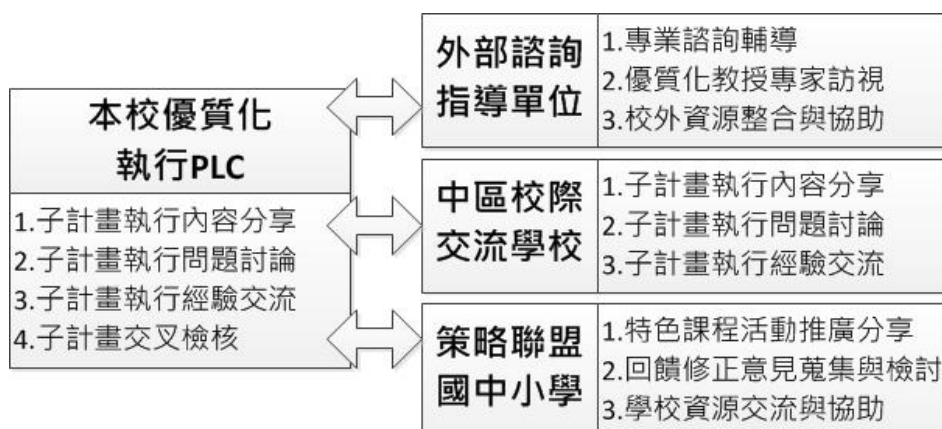 本校優質化
執行PLC
1.子計畫執行內容分享
2.子計畫執行問題討論
3.子計畫執行經驗交流
4.子計畫交叉檢核
外部諮詢
指導單位
1.專業諮詢輔導
2.優質化教授專家訪視
3.校外資源整合與協助
中區校際
交流學校
1.子計畫執行內容分享
2.子計畫執行問題討論
3.子計畫執行經驗交流
策略聯盟
國中小學
1.特色課程活動推廣分享
2.回饋修正意見蒐集與檢討
3.學校資源交流與協助